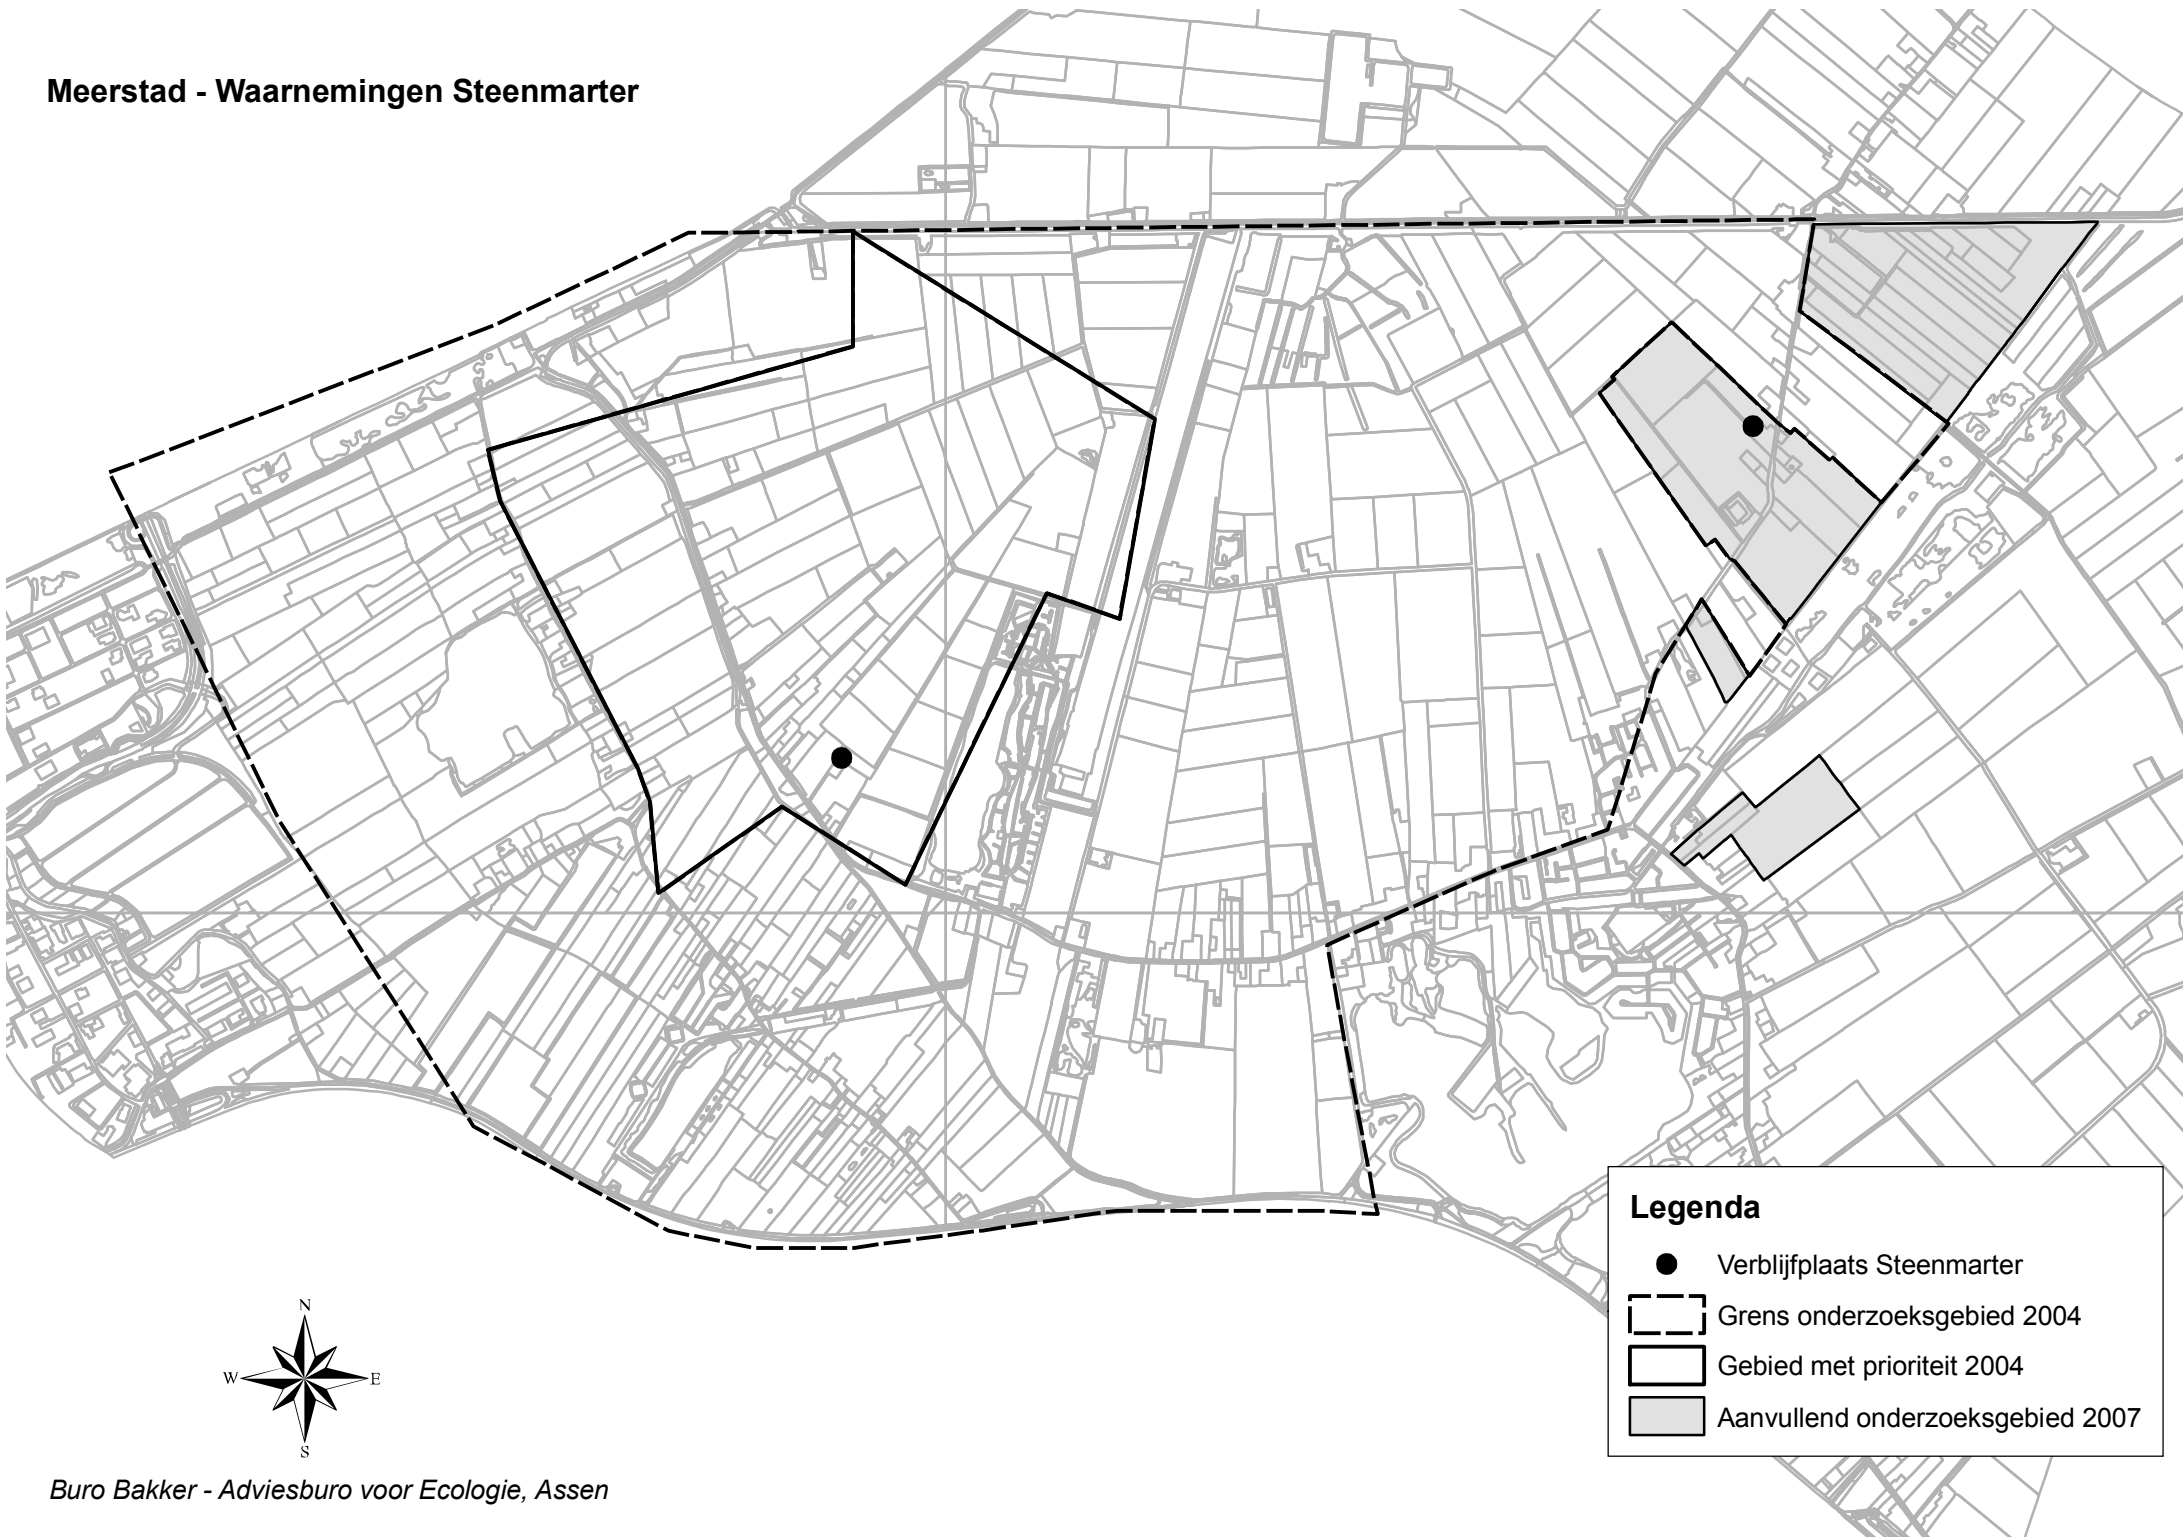 Meerstad - Waarnemingen Steenmarter
Legenda
Verblijfplaats Steenmarter
Grens onderzoeksgebied 2004
Gebied met prioriteit 2004
Aanvullend onderzoeksgebied 2007
N
W E
S
Buro Bakker - Adviesburo voor Ecologie, Assen